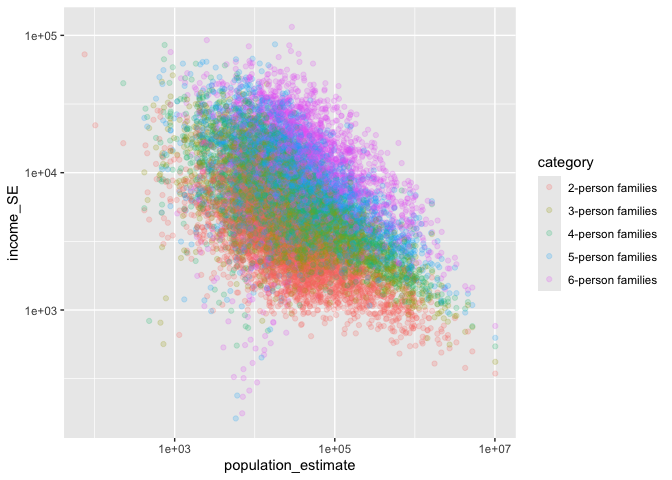 1e+05
1e+04
1e+03
income_SE
1e+03
1e+05
1e+07
population_estimate
category
2-person families
3-person families
4-person families
5-person families
6-person families